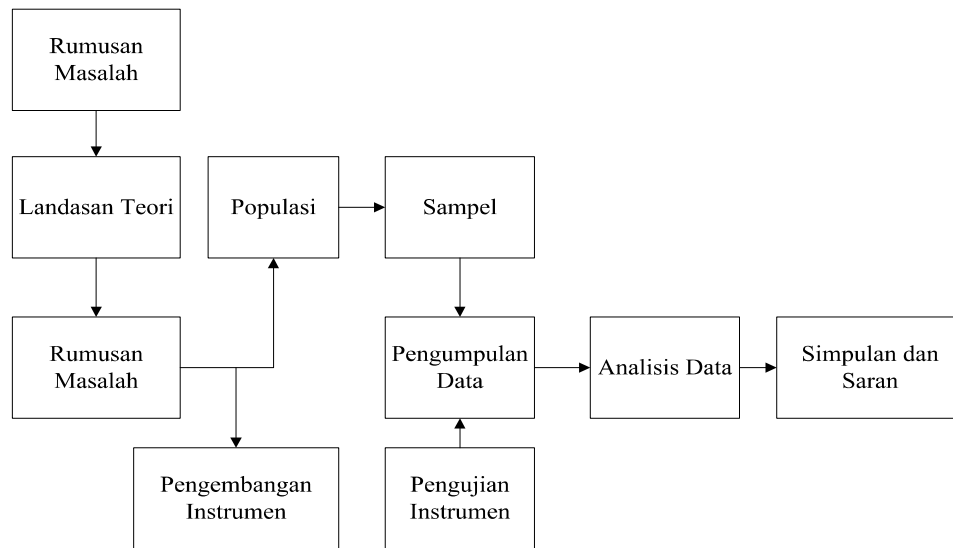 Rumusan
Masalah
Landasan Teori
Populasi
Sampel
Rumusan
Masalah
Pengumpulan
Data
Analisis Data
Simpulan dan
Saran
Pengembangan
Instrumen
Pengujian
Instrumen